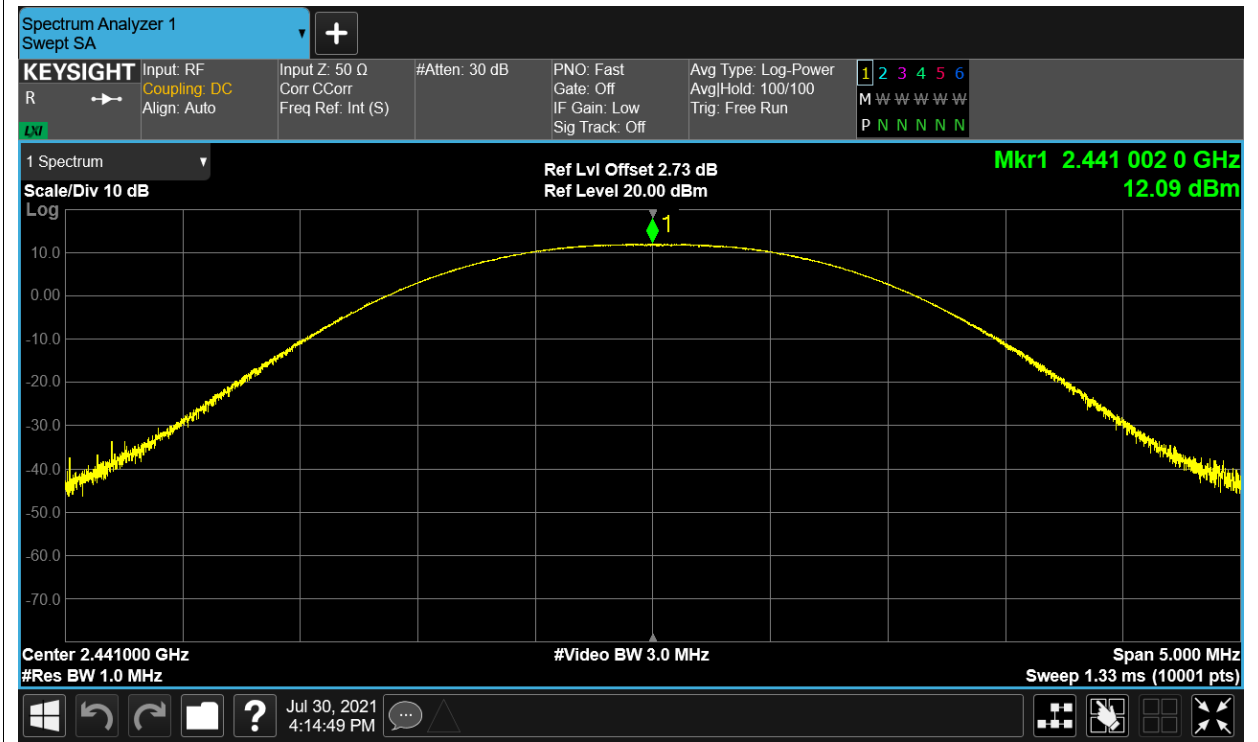 Spectrum Analyzer 1
Swept SA
+
KEYSIGHT
R
LXI
Input: RF
Coupling: DC
Align: Auto
Input Z: 50 Ω
Corr CCorr
Freq Ref: Int (S)
#Atten: 30 dB
PNO: Fast
Gate: Off
IF Gain: Low
Sig Track: Off
Avg Type: Log-Power
Avg|Hold: 100/100
Trig: Free Run
1 2 3 4 5 6
M W W W W W W
P N N N N N N
1 Spectrum
Scale/Div 10 dB
Log
Ref Lvl Offset 2.73 dB
Ref Level 20.00 dBm
Mkr1 2.441 002 0 GHz
12.09 dBm
1
10.0
0.00
-10.0
-20.0
-30.0
-40.0
-50.0
-60.0
-70.0
Center 2.441000 GHz
#Res BW 1.0 MHz
#Video BW 3.0 MHz
Span 5.000 MHz
Sweep 1.33 ms (10001 pts)
?
Jul 30, 2021
4:14:49 PM